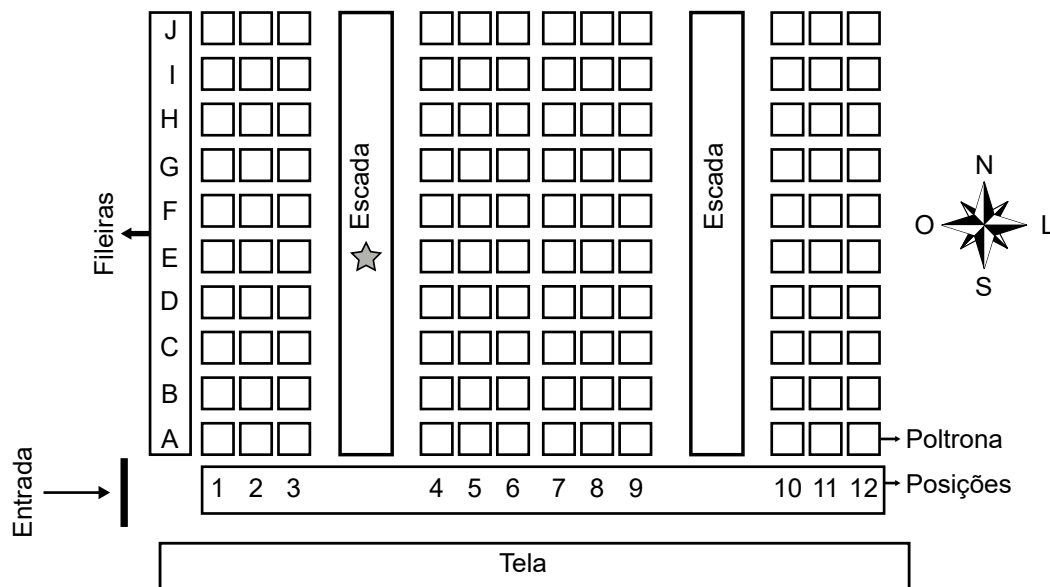 J
I
H
G
F
E
D
C
B
A
Fileiras
Escada
Escada
N
O L
S
Poltrona
Entrada
1 2 3 4 5 6 7 8 9 10 11 12
Posições
Tela